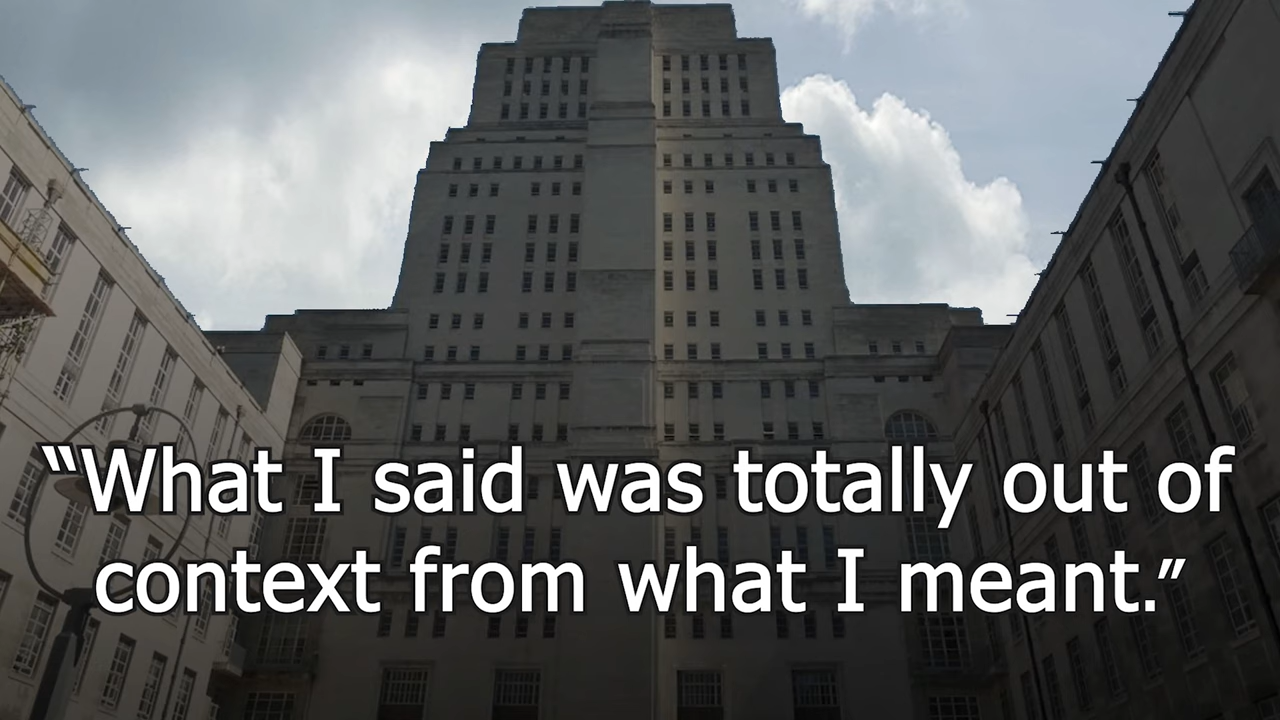 “What I said was totally out of
context from what I meant.”